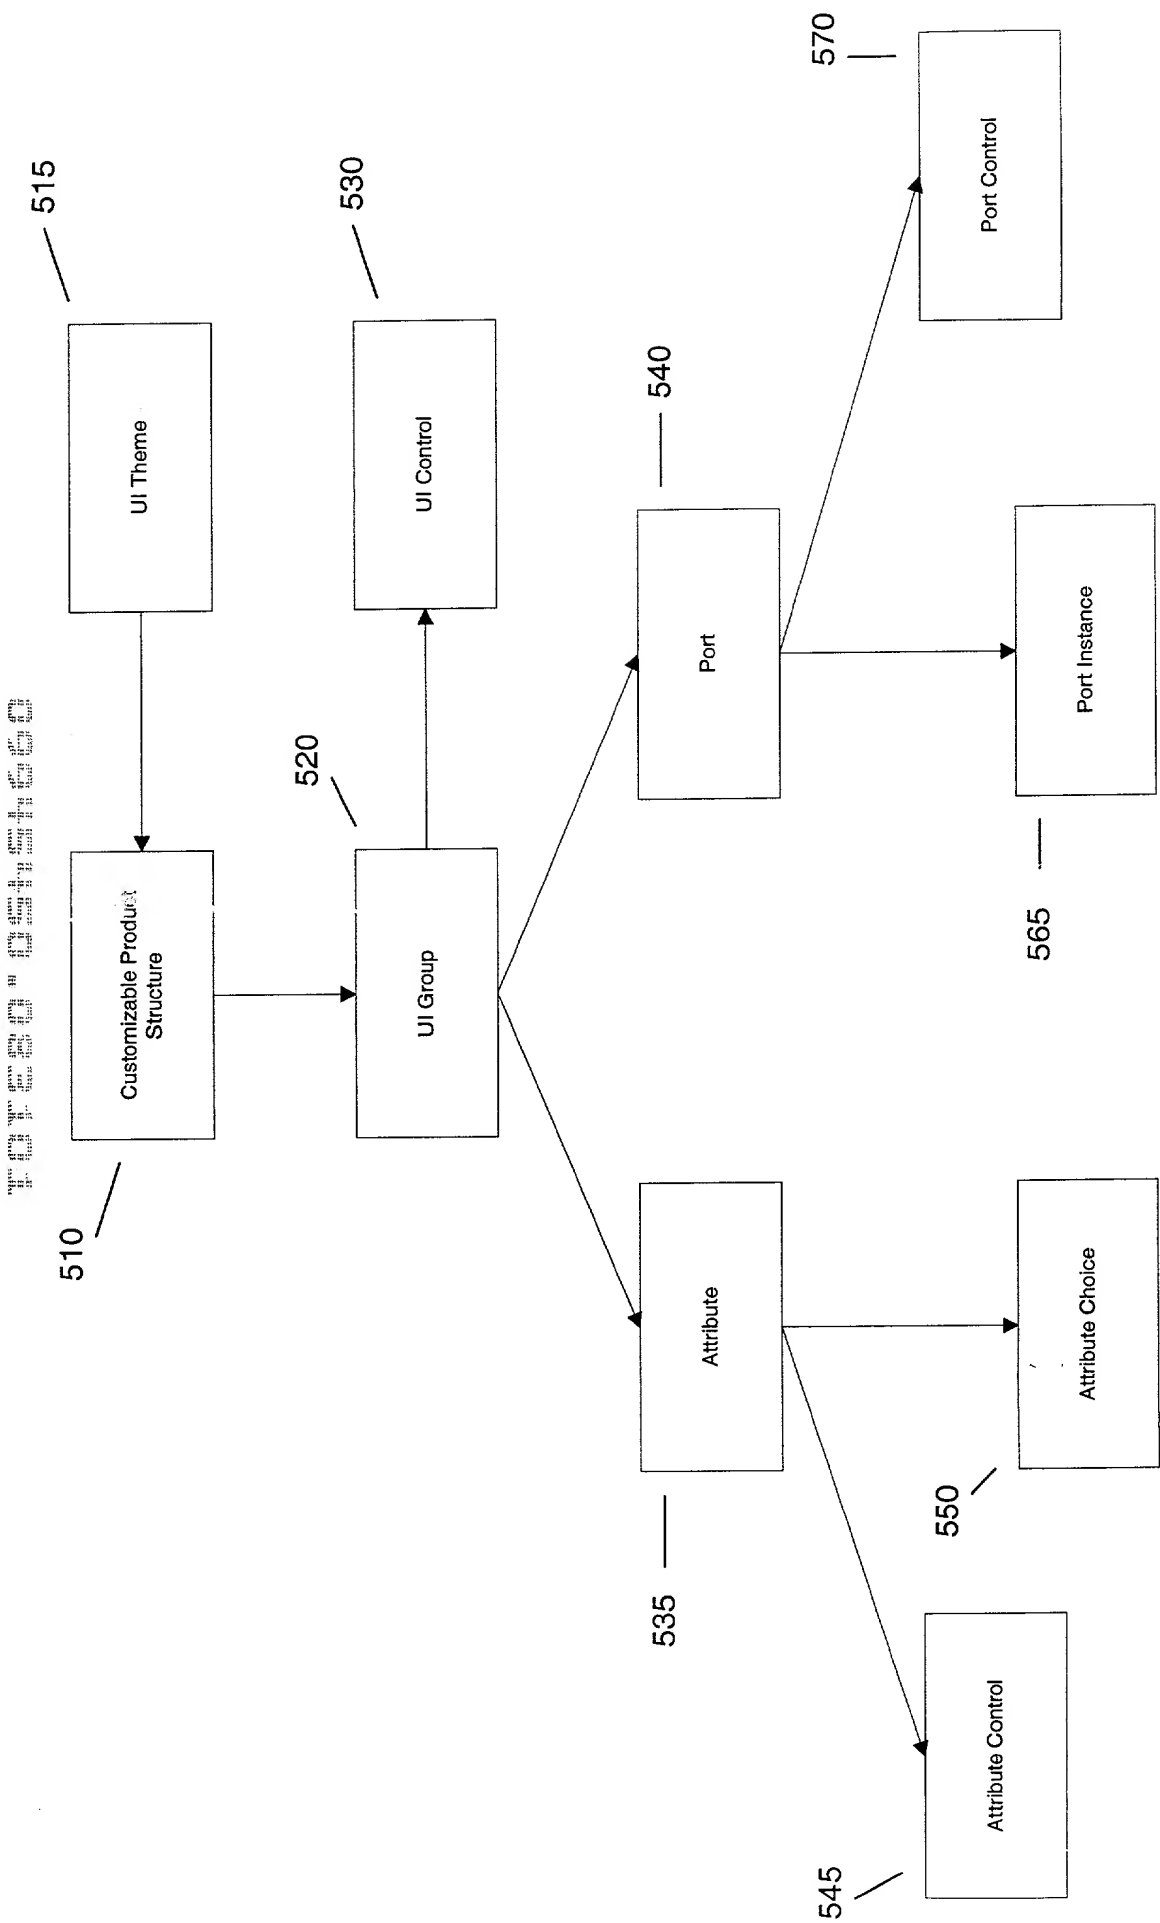 510
Customizable Product
Structure
UI Theme
515
520
UI Group
UI Control
530
535
Attribute
Port
540
545
Attribute Control
550
Attribute Choice
565
Port Instance
Port Control
570